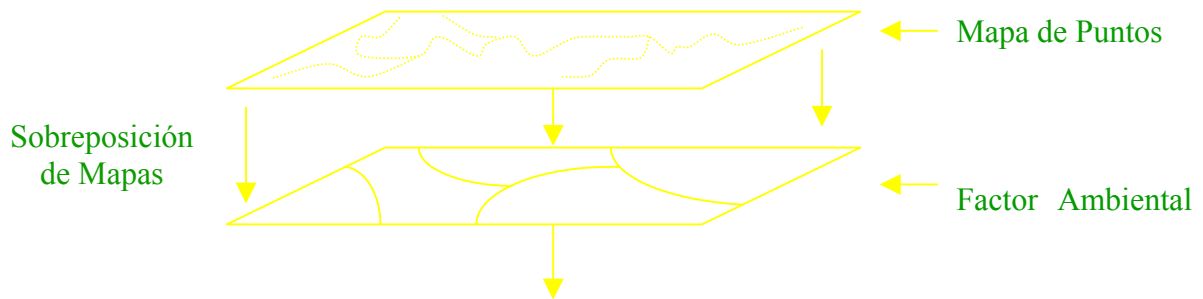 Mapa de Puntos
Sobreposición
de Mapas
Factor Ambiental